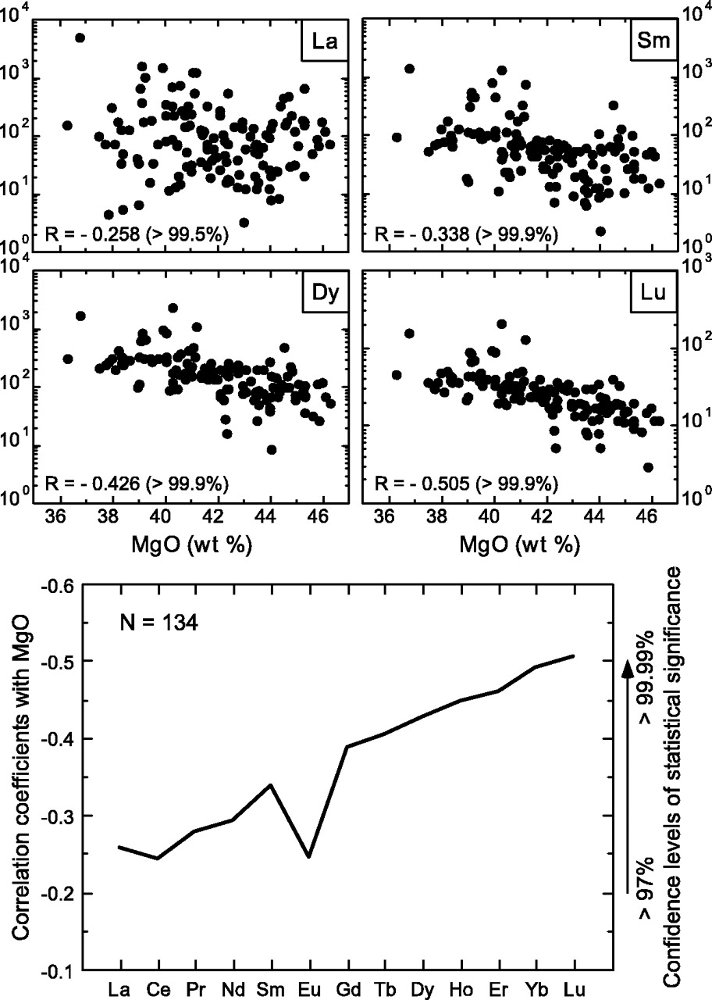 10⁴
10³
10²
10¹
10⁰
La
R = - 0.258 (> 99.5%)
Sm
R = - 0.338 (> 99.9%)
10⁴
10³
10²
10¹
10⁰
10⁴
10³
10²
10¹
10⁰
Dy
R = - 0.426 (> 99.9%)
Lu
R = - 0.505 (> 99.9%)
10³
10²
10¹
10⁰
36 38 40 42 44 46
36 38 40 42 44 46
MgO (wt %)
MgO (wt %)
Correlation coefficients with MgO
-0.6
-0.5
-0.4
-0.3
-0.2
-0.1
N = 134
> 97%
> 99.99%
Confidence levels of statistical significance
La Ce Pr Nd Sm Eu Gd Tb Dy Ho Er Yb Lu